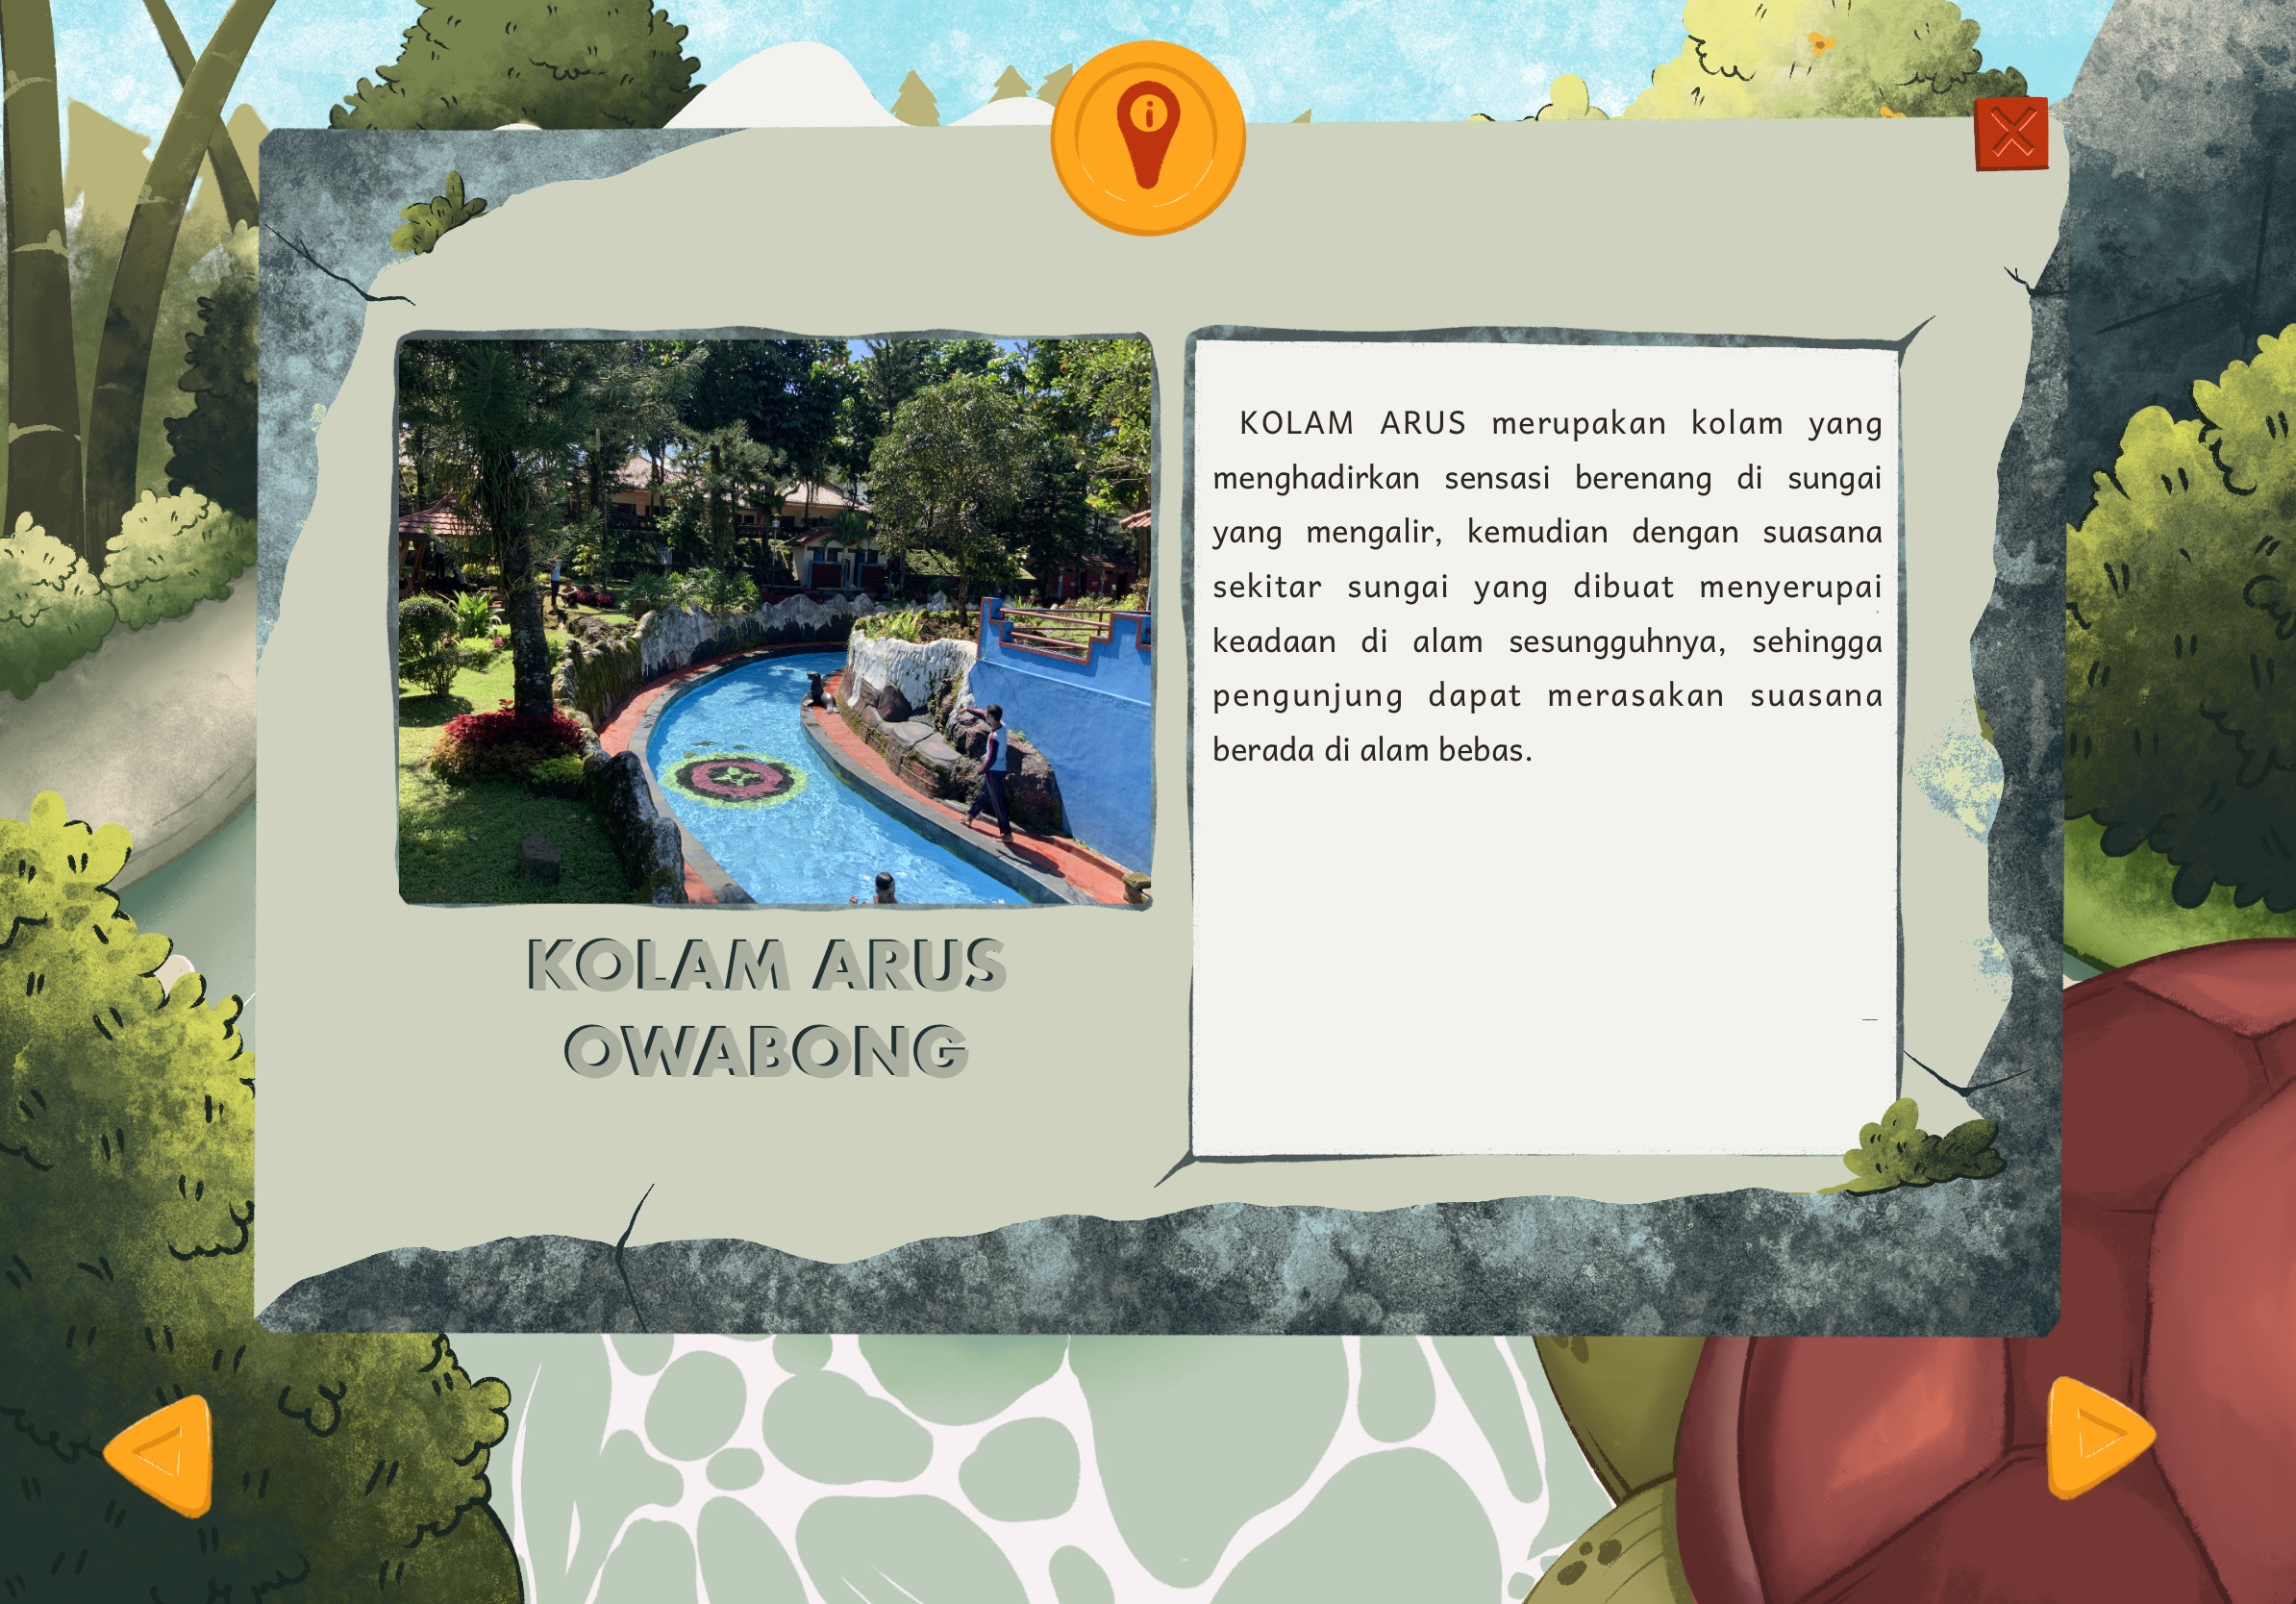 i
KOLAM ARUS merupakan kolam yang
menghadirkan sensasi berenang di sungai
yang mengalir, kemudian dengan suasana
sekitar sungai yang dibuat menyerupai
keadaan di alam sesungguhnya, sehingga
pengunjung dapat merasakan suasana
berada di alam bebas.
KOLAM ARUS
OWABONG